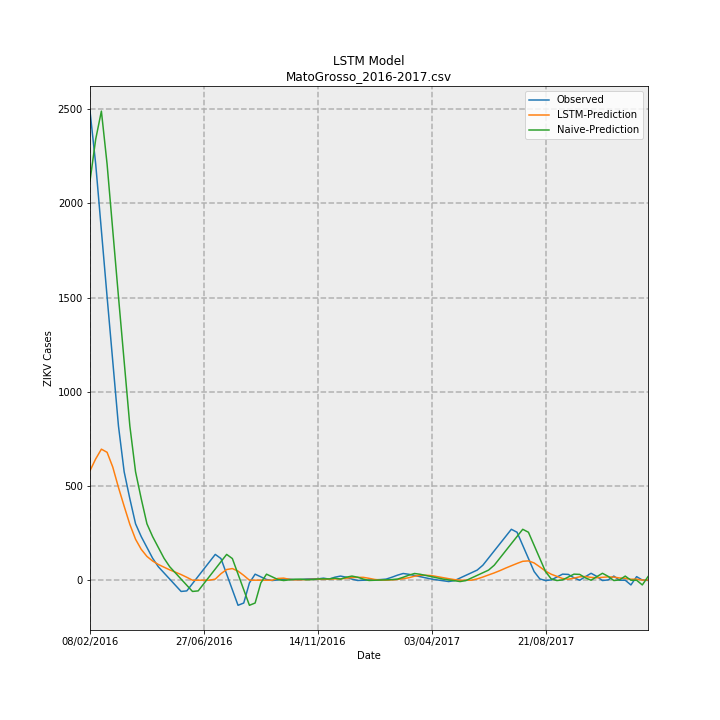 LSTM Model
MatoGrosso_2016-2017.csv
Observed
LSTM-Prediction
Naive-Prediction
2500
2000
1500
1000
500
0
ZIKV Cases
08/02/2016
27/06/2016
14/11/2016
03/04/2017
21/08/2017
Date